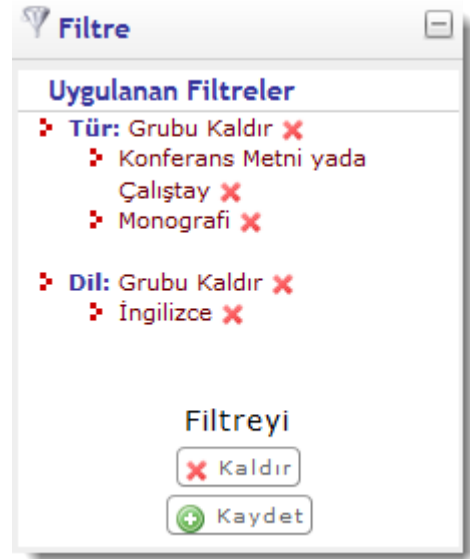 Filtre
Uygulanan Filtreler
Tür: Grubu Kaldır
Konferans Metni yada
Çalıştay
Monografi
Dil: Grubu Kaldır
İngilizce
Filtreyi
Kaldır
Kaydet